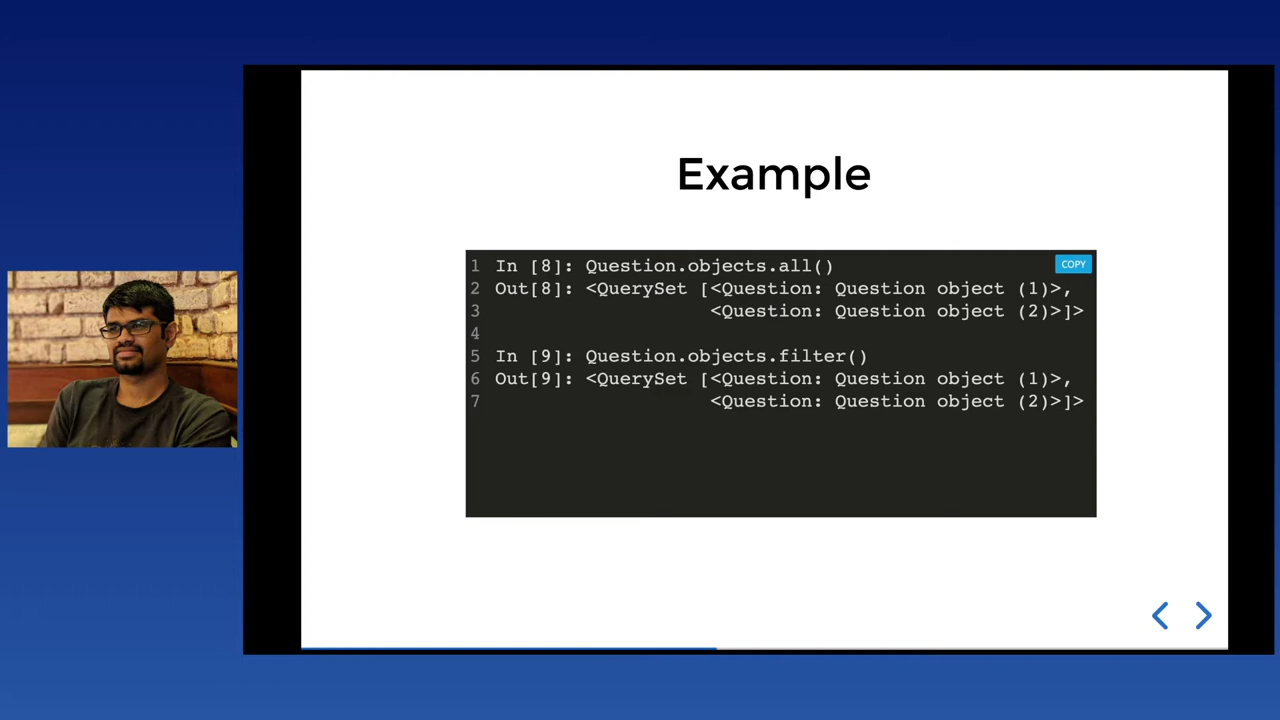 Example
1 In [8]: Question.objects.all()
2 Out[8]: <QuerySet [<Question: Question object (1)>,
3 <Question: Question object (2)>]>
4
5 In [9]: Question.objects.filter()
6 Out[9]: <QuerySet [<Question: Question object (1)>,
7 <Question: Question object (2)>]>
COPY